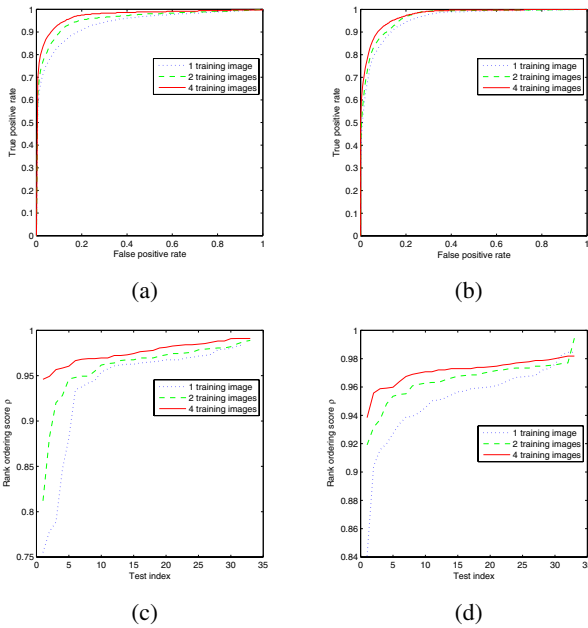 1
0.9
0.8
0.7
0.6
0.5
0.4
0.3
0.2
0.1
0
True positive rate
1 training image
2 training images
4 training images
0 0.2 0.4 0.6 0.8 1
False positive rate
(a)
1
0.9
0.8
0.7
0.6
0.5
0.4
0.3
0.2
0.1
0
True positive rate
1 training image
2 training images
4 training images
0 0.2 0.4 0.6 0.8 1
False positive rate
(b)
1
0.95
0.9
0.85
0.8
0.75
Rank ordering score ρ
1 training image
2 training images
4 training images
0 5 10 15 20 25 30 35
Test index
(c)
1
0.98
0.96
0.94
0.92
0.9
0.88
0.86
0.84
Rank ordering score ρ
1 training image
2 training images
4 training images
0 5 10 15 20 25 30 35
Test index
(d)